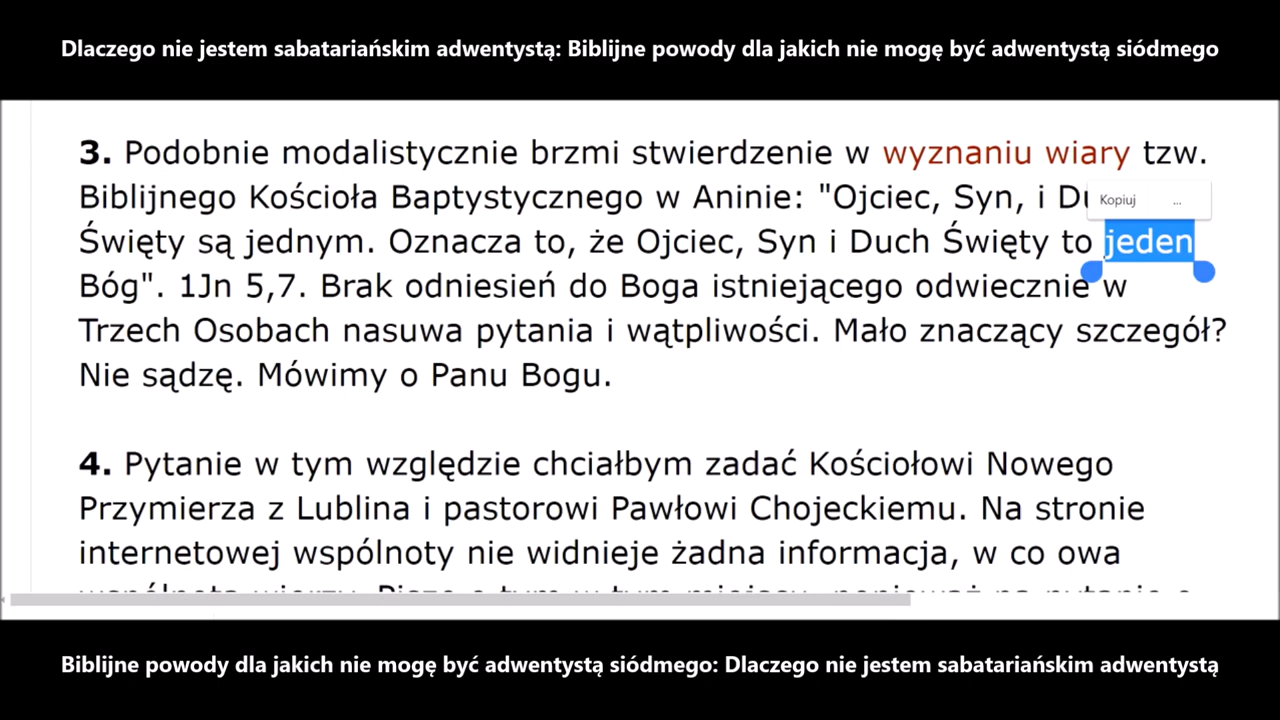 Dlaczego nie jestem sabatariańskim adwentystą: Biblijne powody dla jakich nie mogę być adwentystą siódmego
3. Podobnie modalistycznie brzmi stwierdzenie w wyznaniu wiary tzw.
Biblijnego Kościoła Baptystycznego w Aninie: "Ojciec, Syn, i
Kopiuj ...
Święty są jednym. Oznacza to, że Ojciec, Syn i Duch Święty to jeden
Bóg". 1Jn 5,7. Brak odniesień do Boga istniejącego odwiecznie w
Trzech Osobach nasuwa pytania i wątpliwości. Mało znaczący szczegół?
Nie sądzę. Mówimy o Panu Bogu.
4. Pytanie w tym względzie chciałbym zadać Kościołowi Nowego
Przymierza z Lublina i pastorowi Pawłowi Chojeckiemu. Na stronie
internetowej wspólnoty nie widnieje żadna informacja, w co owa
Biblijne powody dla jakich nie mogę być adwentystą siódmego: Dlaczego nie jestem sabatariańskim adwentystą